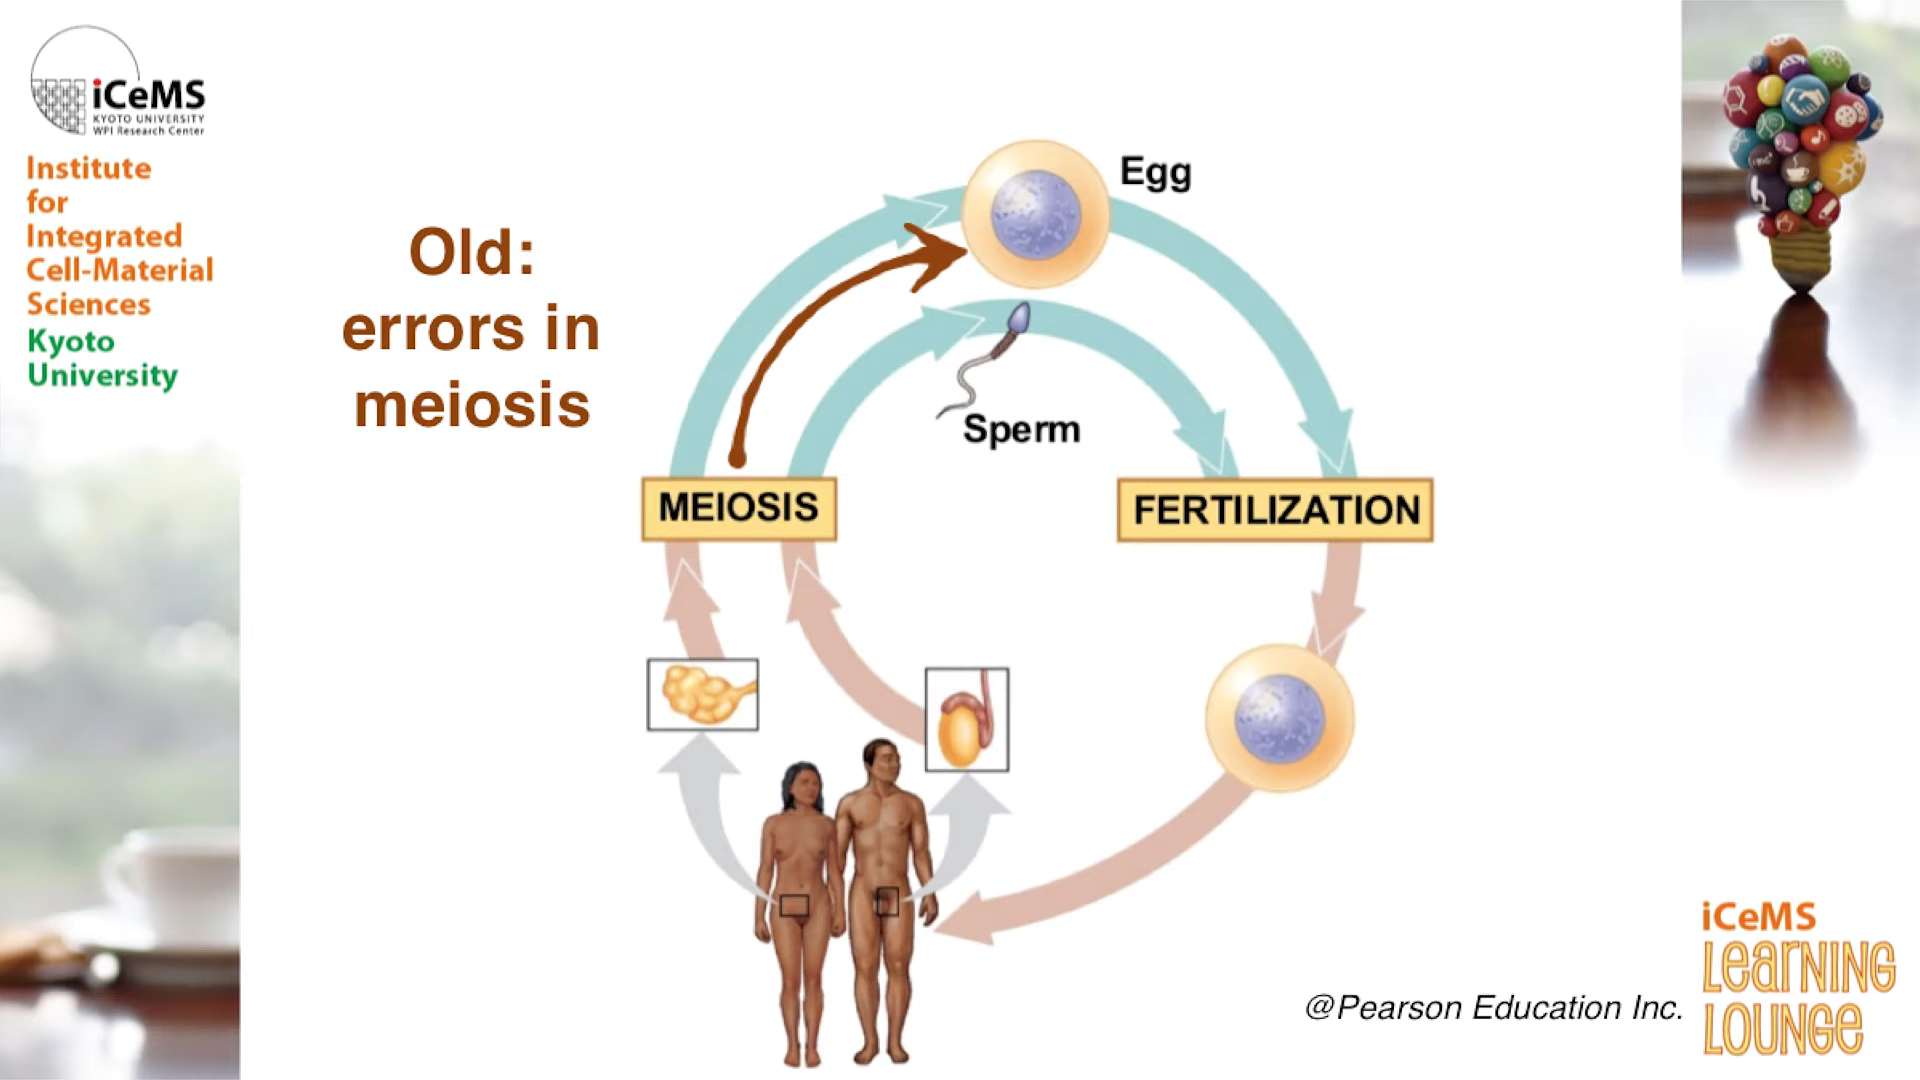 iCeMS
KYOTO UNIVERSITY
WPI Research Center
Institute
for
Integrated
Cell-Material
Sciences
Kyoto
University
Old:
errors in
meiosis
Egg
Sperm
MEIOSIS
FERTILIZATION
@Pearson Education Inc.
iCeMS
LearNING
LOUNGe